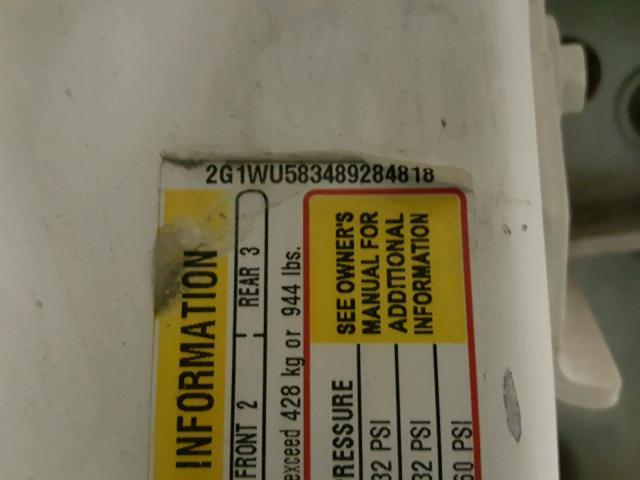 2G1WU583489284818
INFORMATION
FRONT 2 REAR 3
exceed 428 kg or 944 lbs.
SEE OWNER'S
MANUAL FOR
ADDITIONAL
INFORMATION
PRESSURE
32 PSI
32 PSI
60 PSI